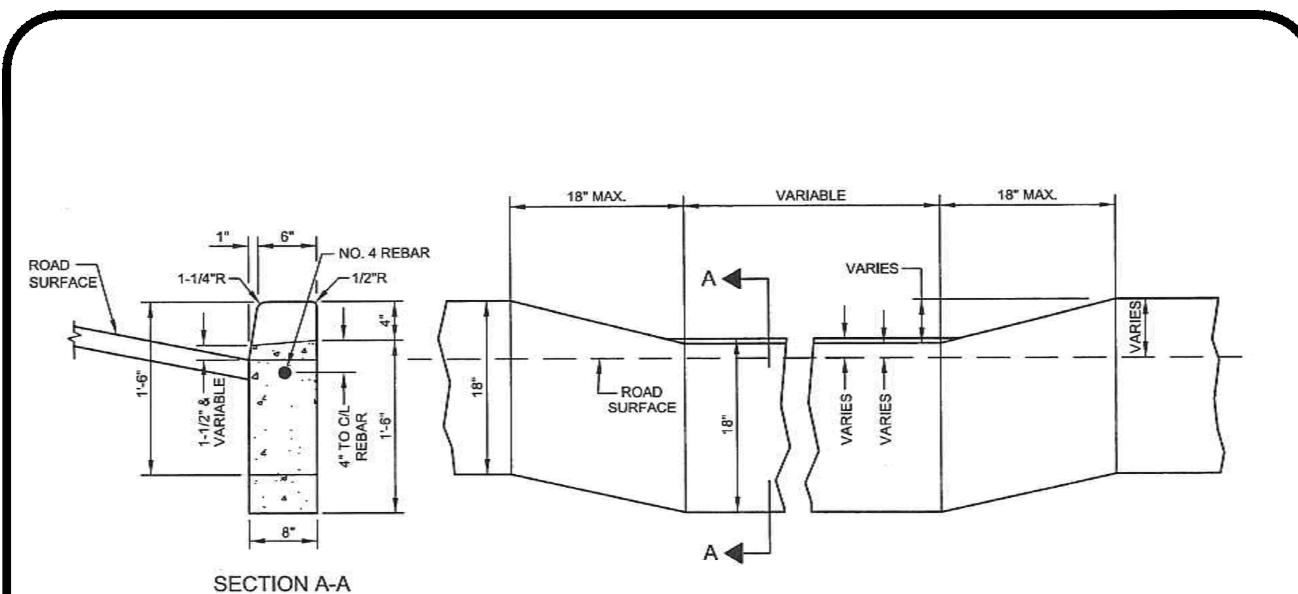 18" MAX.
VARIABLE
18" MAX.
1"
6"
NO. 4 REBAR
ROAD
SURFACE
1-1/4"R
1/2"R
A
VARIES
4"
VARIES
1'-6"
1-1/2" &
VARIABLE
4" TO C/L
REBAR
1'-6"
18"
ROAD
SURFACE
18"
VARIES
VARIES
8"
A
SECTION A-A